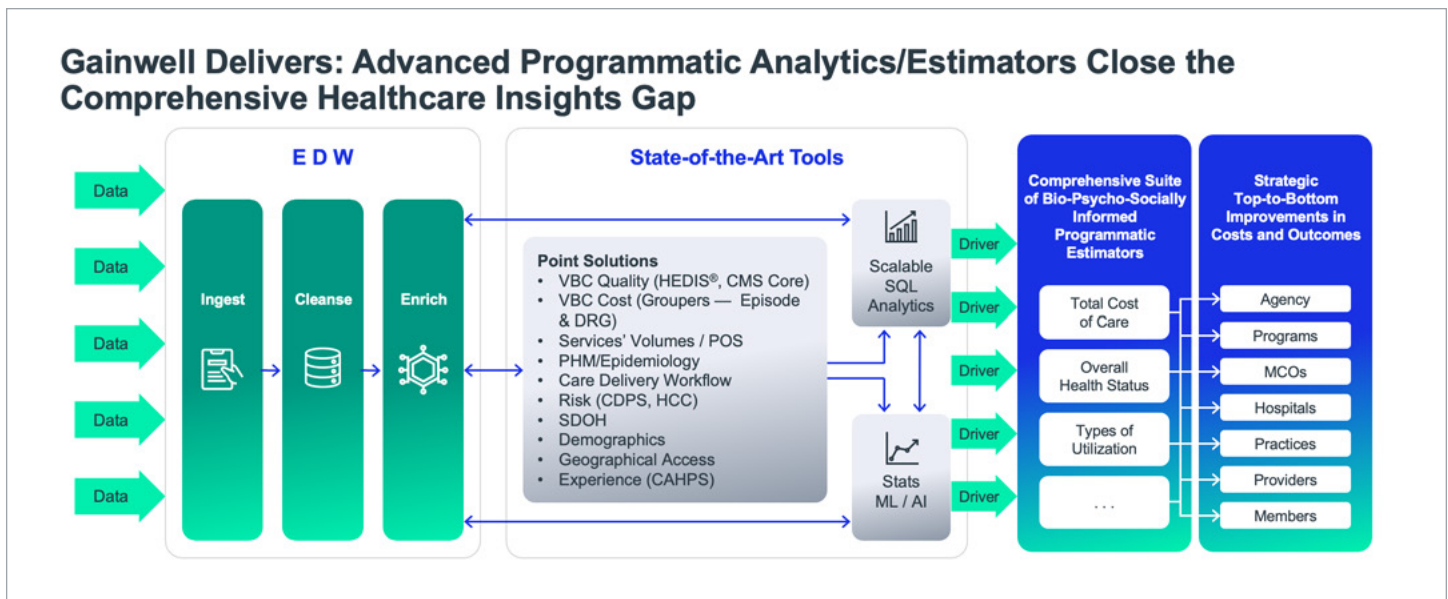 Gainwell Delivers: Advanced Programmatic Analytics/Estimators Close the
Comprehensive Healthcare Insights Gap
Data
Data
Data
Data
Data
E D W
Ingest
Cleanse
Enrich
State-of-the-Art Tools
Point Solutions
• VBC Quality (HEDIS®, CMS Core)
• VBC Cost (Groupers — Episode
& DRG)
• Services’ Volumes / POS
• PHM/Epidemiology
• Care Delivery Workflow
• Risk (CDPS, HCC)
• SDOH
• Demographics
• Geographical Access
• Experience (CAHPS)
Scalable
SQL
Analytics
Stats
ML / AI
Driver
Driver
Driver
Driver
Driver
Comprehensive Suite
of Bio-Psycho-Socially
Informed
Programmatic
Estimators
Total Cost
of Care
Overall
Health Status
Types of
Utilization
. . .
Strategic
Top-to-Bottom
Improvements in
Costs and Outcomes
Agency
Programs
MCOs
Hospitals
Practices
Providers
Members